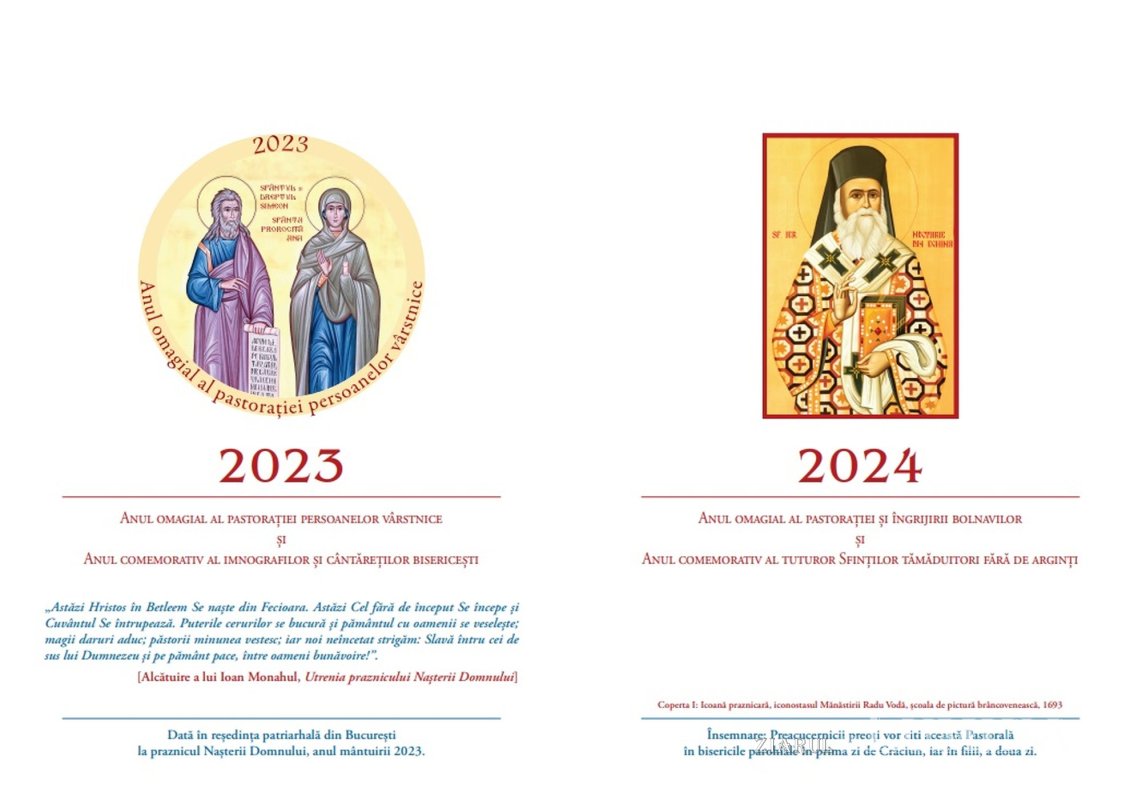 2023
SFÂNTUL ȘI
DREPTUL
SIMEON
SFÂNTA
PROROCIȚĂ
ANA
Anul omagial al pastorației persoanelor vârstnice
2023
Anul omagial al pastorației persoanelor vârstnice
și
Anul comemorativ al imnografilor și cântăreților bisericești
„Astăzi Hristos în Betleem Se naște din Fecioara. Astăzi Cel fără de început Se începe și
Cuvântul Se întrupează. Puterile cerurilor se bucură și pământul cu oamenii se veselește;
magii daruri aduc; păstorii minunea vestesc; iar noi neîncetat strigăm: Slavă întru cei de
sus lui Dumnezeu și pe pământ pace, între oameni bunăvoire!”.
[Alcătuire a lui Ioan Monahul, Utrenia praznicului Nașterii Domnului]
Dată în reședința patriarhală din București
la praznicul Nașterii Domnului, anul mântuirii 2023.
SF. IER
NECTARIE
DIN EGHINA
2024
Anul omagial al pastorației și îngrijirii bolnavilor
și
Anul comemorativ al tuturor Sfinților tămăduitori fără de arginți
Coperta I: Icoană praznicară, iconostasul Mănăstirii Radu Vodă, școala de pictură brâncovenească, 1693
Însemnare: Preacucernicii preoți vor citi această Pastorală
în bisericile parohiale în prima zi de Crăciun, iar în filii, a doua zi.
ZIARUL